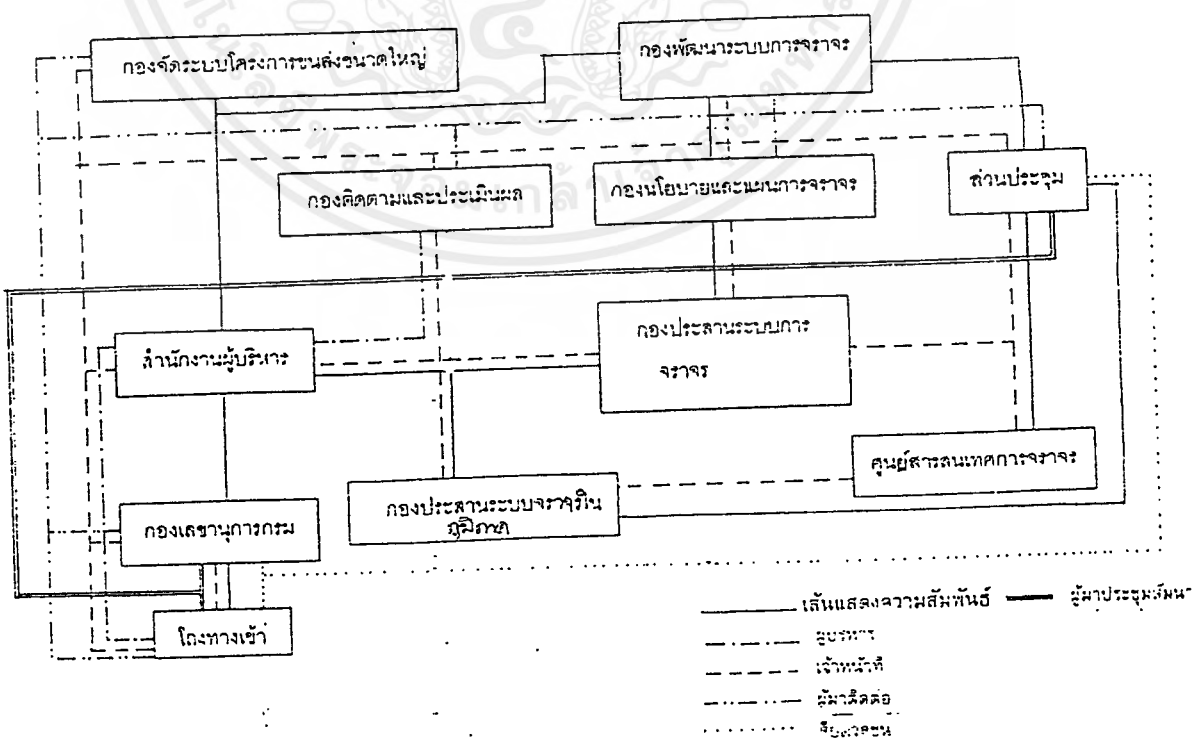 กองจัดระบบโครงการขนส่งขนาดใหญ่
กองพัฒนาระบบการจราจร
กองติดตามและประเมินผล
กองนโยบายและแผนการจราจร
ส่วนประชุม
สำนักงานผู้บริหาร
กองประสานระบบการ
จราจร
ศูนย์สารสนเทศการจราจร
กองประสานระบบจราจรใน
ภูมิภาค
กองเลขานุการกรม
โถงทางเข้า
เส้นแสดงความสัมพันธ์
ผู้มาประชุมสัมนา
ผู้บริหาร
เจ้าหน้าที่
ผู้มาติดต่อ